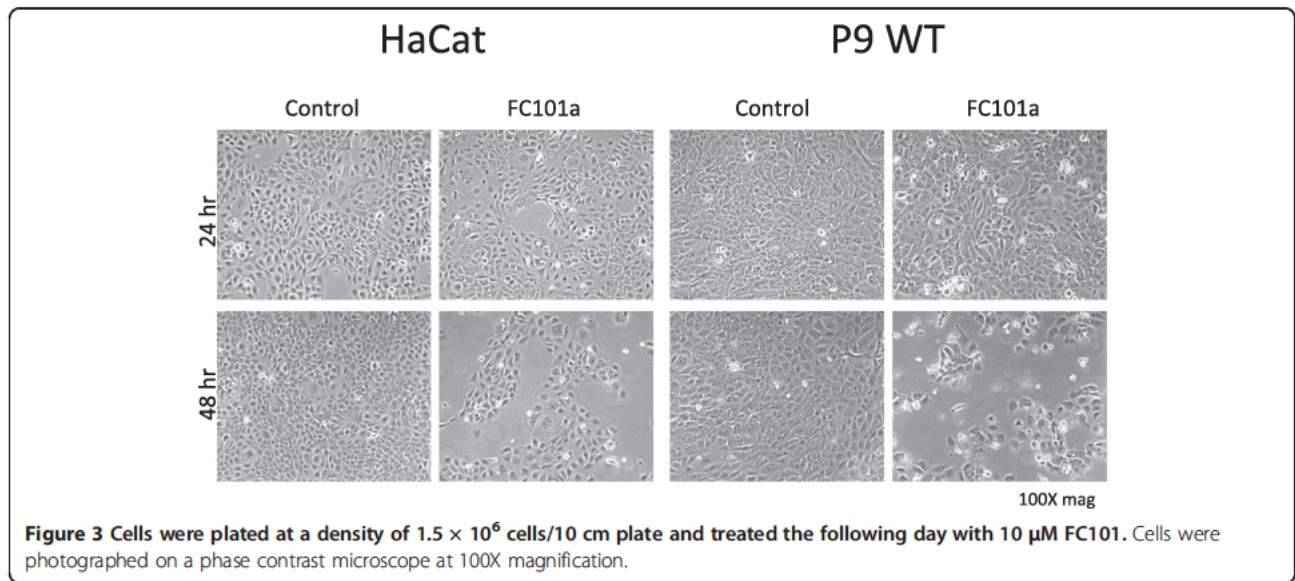 HaCat
P9 WT
Control
FC101a
Control
FC101a
24 hr
48 hr
100X mag
Figure 3 Cells were plated at a density of 1.5 × 10⁶ cells/10 cm plate and treated the following day with 10 μM FC101. Cells were
photographed on a phase contrast microscope at 100X magnification.